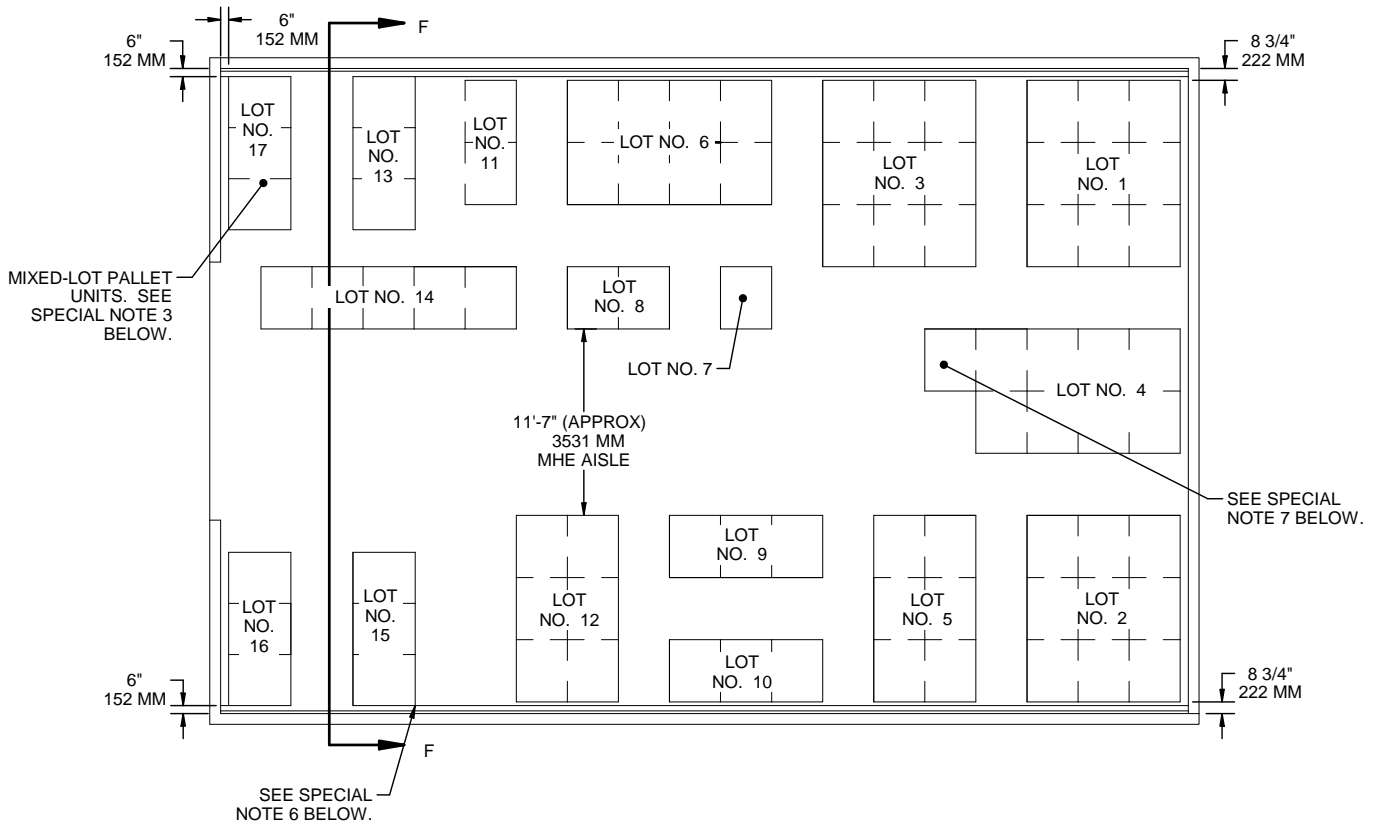 6"
152 MM
F
6"
152 MM
8 3/4"
222 MM
LOT
NO.
17
LOT
NO.
13
LOT
NO.
11
LOT NO. 6
LOT
NO. 3
LOT
NO. 1
MIXED-LOT PALLET
UNITS. SEE
SPECIAL NOTE 3
BELOW.
LOT NO. 14
LOT
NO. 8
LOT NO. 7
LOT NO. 4
11'-7" (APPROX)
3531 MM
MHE AISLE
SEE SPECIAL
NOTE 7 BELOW.
LOT
NO.
16
LOT
NO.
15
LOT
NO. 12
LOT
NO. 9
LOT
NO. 10
LOT
NO. 5
LOT
NO. 2
6"
152 MM
8 3/4"
222 MM
F
SEE SPECIAL
NOTE 6 BELOW.